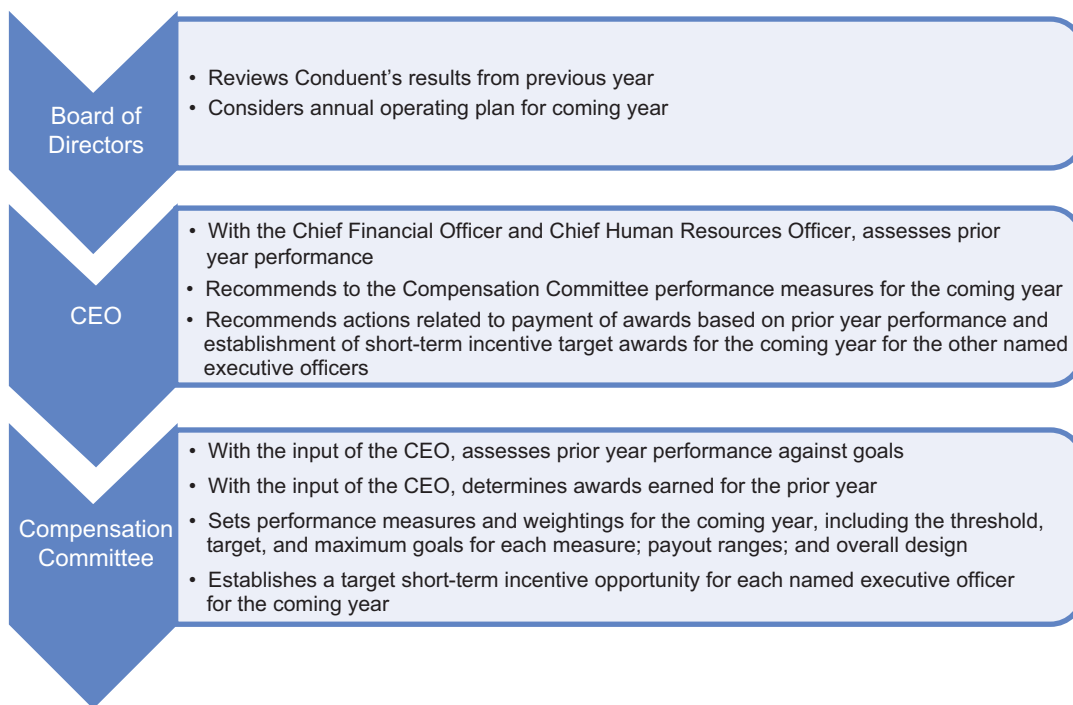 Board of
Directors
• Reviews Conduent's results from previous year
• Considers annual operating plan for coming year
CEO
• With the Chief Financial Officer and Chief Human Resources Officer, assesses prior
year performance
• Recommends to the Compensation Committee performance measures for the coming year
• Recommends actions related to payment of awards based on prior year performance and
establishment of short-term incentive target awards for the coming year for the other named
executive officers
Compensation
Committee
• With the input of the CEO, assesses prior year performance against goals
• With the input of the CEO, determines awards earned for the prior year
• Sets performance measures and weightings for the coming year, including the threshold,
target, and maximum goals for each measure; payout ranges; and overall design
• Establishes a target short-term incentive opportunity for each named executive officer
for the coming year